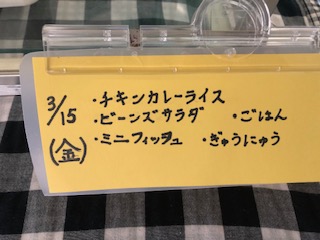 3/15
(金)
・チキンカレーライス
・ビーンズサラダ ・ごはん
・ミニフィッシュ ・ぎゅうにゅう